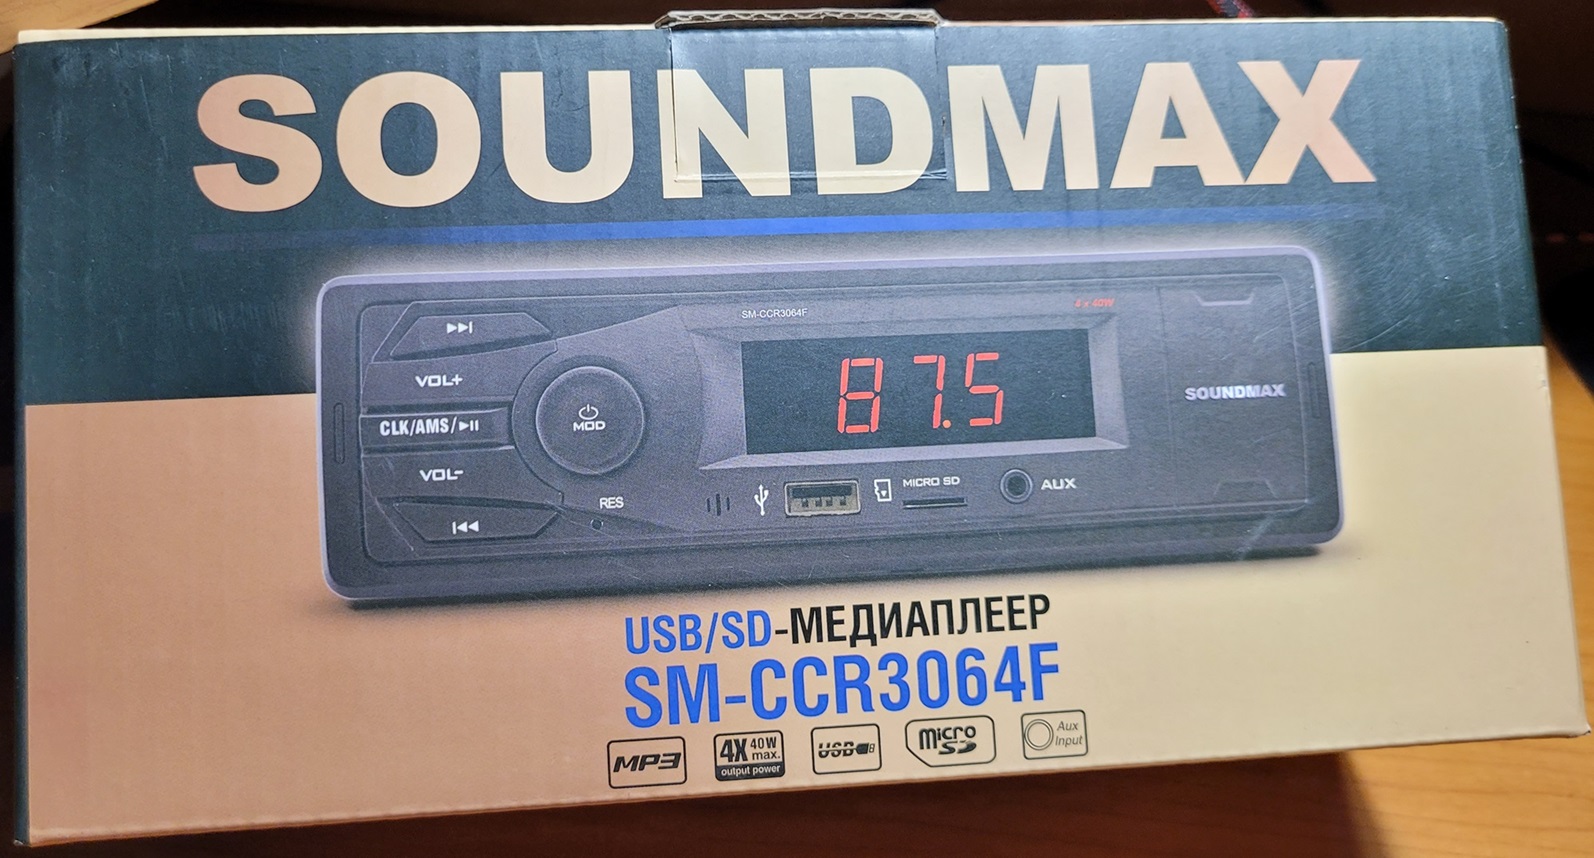 SOUNDMAX
SM-CCR3064F
4 x 40W
VOL+
CLK/AMS/
MOD
87.5
SOUNDMAX
VOL-
RES
MICRO SD
AUX
USB/SD-МЕДИАПЛЕЕР
SM-CCR3064F
MP3
4X 40W max.
output power
USB
micro SD
Aux Input